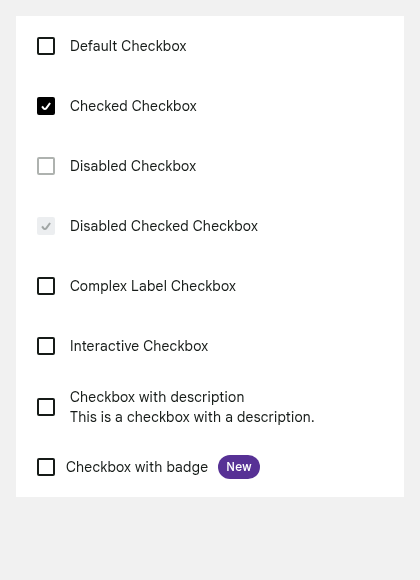 Default Checkbox
Checked Checkbox
Disabled Checkbox
Disabled Checked Checkbox
Complex Label Checkbox
Interactive Checkbox
Checkbox with description
This is a checkbox with a description.
Checkbox with badge New